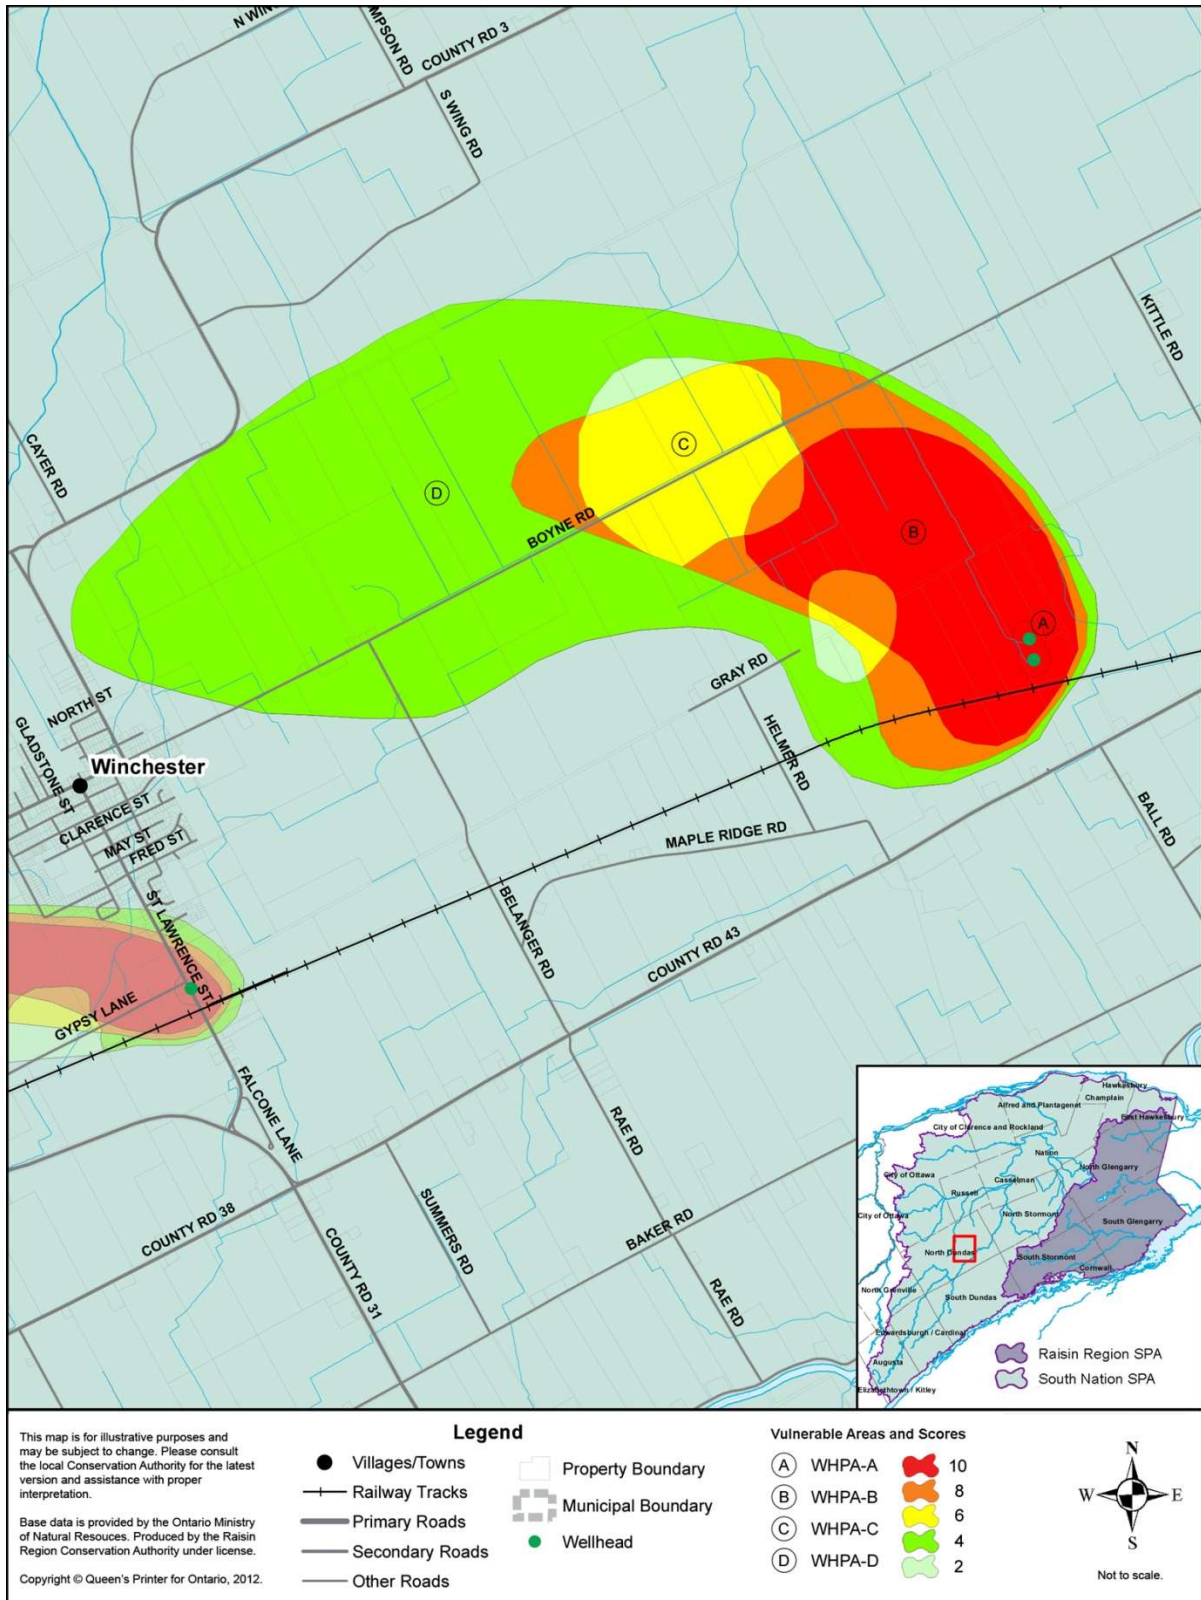 N WING
MPSON RD
COUNTY RD 3
S WING RD
KITTLE RD
CAYER RD
C
D
BOYNE RD
B
A
GRAY RD
NORTH ST
GLADSTONE ST
HELMER RD
Winchester
CLARENCE ST
MAY ST
FRED ST
MAPLE RIDGE RD
BALL RD
ST LAWRENCE ST
BELANGER RD
COUNTY RD 43
GYPSY LANE
FALCONE LANE
RAE RD
SUMMERS RD
BAKER RD
COUNTY RD 38
COUNTY RD 31
RAE RD
Hawkesbury
Champlain
Alfred and Plantagenet
East Hawkesbury
City of Clarence and Rockland
Nation
North Glengarry
City of Ottawa
Casselman
Russell
City of Ottawa
North Stormont
South Glengarry
North Dundas
South Stormont
Cornwall
North Grenville
South Dundas
Edwardsburgh / Cardinal
Augusta
Elizabethtown / Kitley
Raisin Region SPA
South Nation SPA
This map is for illustrative purposes and
may be subject to change. Please consult
the local Conservation Authority for the latest
version and assistance with proper
interpretation.
Base data is provided by the Ontario Ministry
of Natural Resouces. Produced by the Raisin
Region Conservation Authority under license.
Copyright © Queen's Printer for Ontario, 2012.
Legend
Villages/Towns
Railway Tracks
Primary Roads
Secondary Roads
Other Roads
Property Boundary
Municipal Boundary
Wellhead
Vulnerable Areas and Scores
A WHPA-A 10
B WHPA-B 8
C WHPA-C 6
D WHPA-D 4
2
N
W E
S
Not to scale.